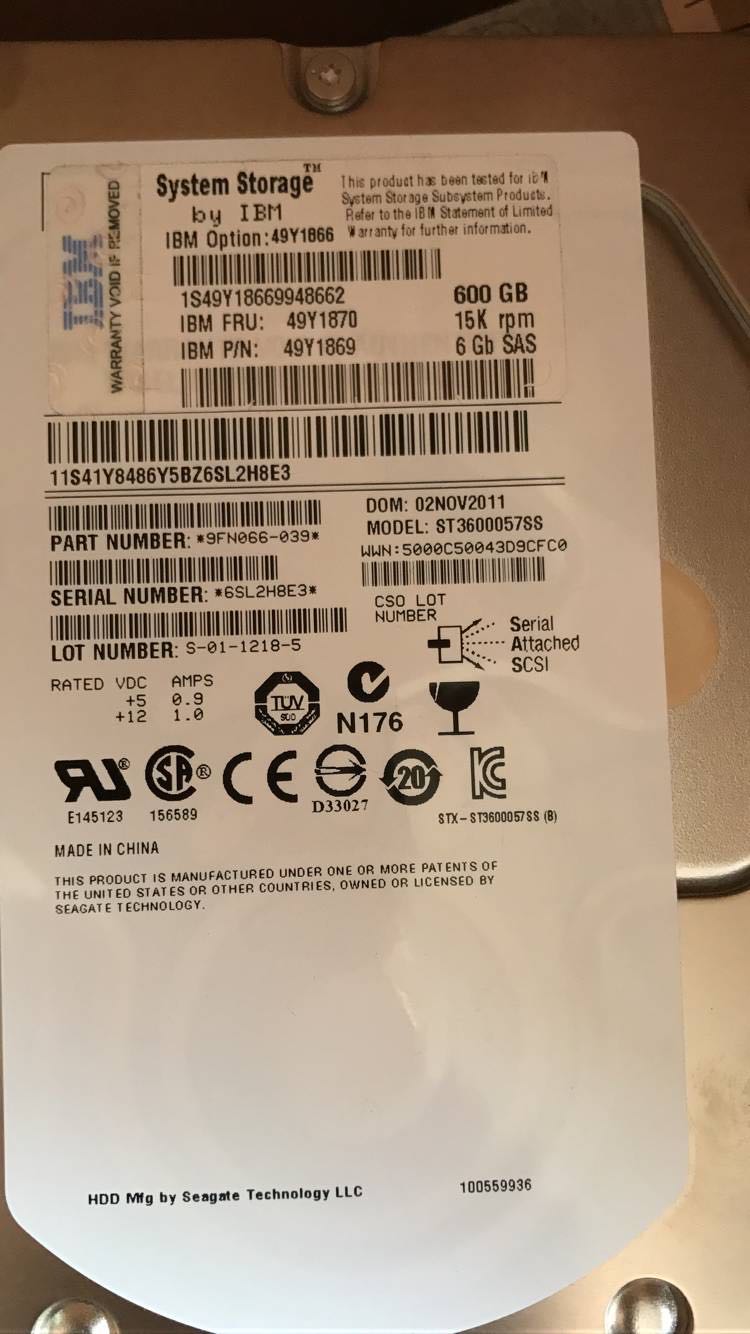 IBM
WARRANTY VOID IF REMOVED
System Storage™
by IBM
This product has been tested for IBM
System Storage Subsystem Products.
Refer to the IBM Statement of Limited
Warranty for further information.
IBM Option:49Y1866
1S49Y18669948662
IBM FRU: 49Y1870
IBM P/N: 49Y1869
600 GB
15K rpm
6 Gb SAS
11S41Y8486Y5BZ6SL2H8E3
PART NUMBER: *9FN066-039*
SERIAL NUMBER: *6SL2H8E3*
LOT NUMBER: S-01-1218-5
DOM: 02NOV2011
MODEL: ST3600057SS
WWN:5000C50043D9CFC0
CSO LOT
NUMBER
Serial
Attached
SCSI
RATED VDC AMPS
+5 0.9
+12 1.0
TÜV
SÜD
N176
RU®
SA®
CE
20
KC
E145123 156589
D33027
STX-ST3600057SS (B)
MADE IN CHINA
THIS PRODUCT IS MANUFACTURED UNDER ONE OR MORE PATENTS OF
THE UNITED STATES OR OTHER COUNTRIES, OWNED OR LICENSED BY
SEAGATE TECHNOLOGY.
HDD Mfg by Seagate Technology LLC
100559936